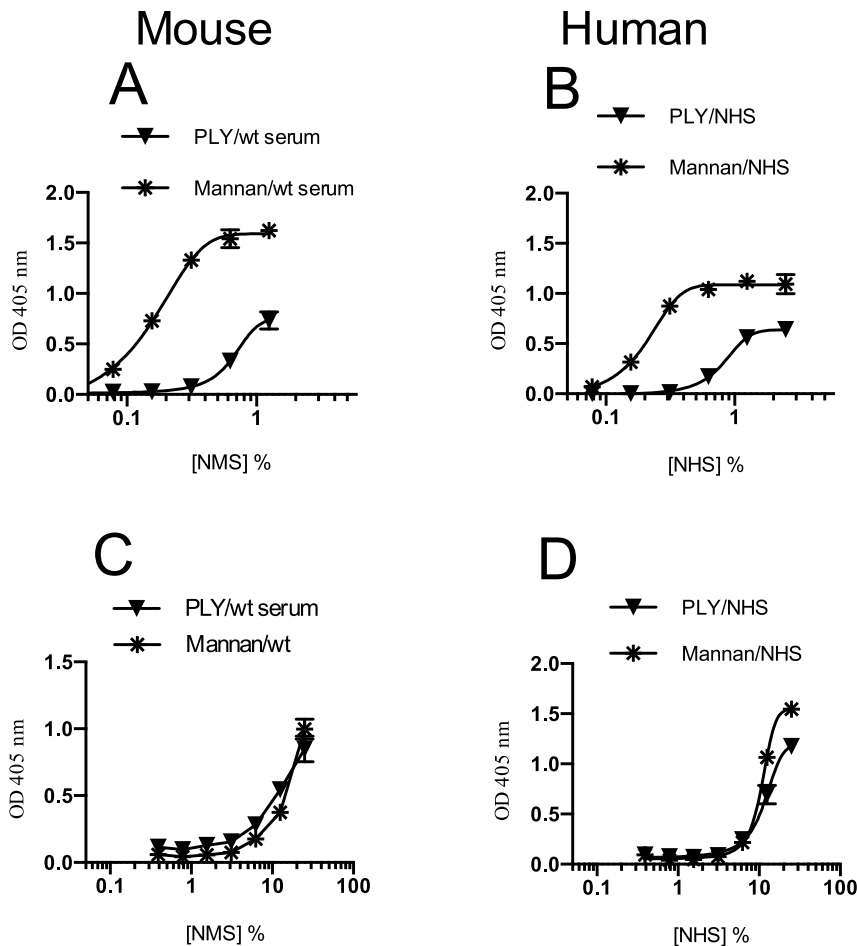 Mouse
Human
A
PLY/wt serum
Mannan/wt serum
2.0
1.5
1.0
0.5
0.0
OD 405 nm
0.1
1
[NMS] %
B
PLY/NHS
Mannan/NHS
2.0
1.5
1.0
0.5
0.0
OD 405 nm
0.1
1
[NHS] %
C
PLY/wt serum
Mannan/wt
1.5
1.0
0.5
0.0
OD 405 nm
0.1
1
10
100
[NMS] %
D
PLY/NHS
Mannan/NHS
2.0
1.5
1.0
0.5
0.0
OD 405 nm
0.1
1
10
100
[NHS] %